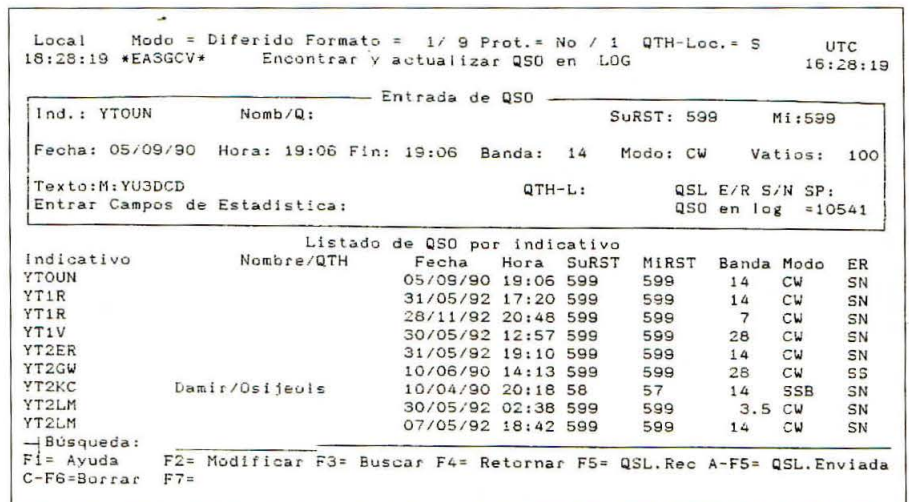 Local Modo = Diferido Formato = 1/ 9 Prot.= No / 1 QTH-Loc.= S UTC
18:28:19 *EA5GCV* Encontrar y actualizar QSO en LOG 16:28:19
Entrada de QSO
Ind.: YTOUN Nomb/Q: SuRST: 599 Mi:599
Fecha: 05/09/90 Hora: 19:06 Fin: 19:06 Banda: 14 Modo: CW Vatios: 100
Texto:M:YU3DCD QTH-L: QSL E/R S/N SP:
Entrar Campos de Estadistica: QSO en log =10541
Listado de QSO por indicativo
Indicativo Nombre/QTH Fecha Hora SuRST MiRST Banda Modo ER
YTOUN 05/09/90 19:06 599 599 14 CW SN
YT1R 31/05/92 17:20 599 599 14 CW SN
YT1R 28/11/92 20:48 599 599 7 CW SN
YT1V 30/05/92 12:57 599 599 28 CW SN
YT2ER 31/05/92 19:10 599 599 14 CW SN
YT2GW 10/06/90 14:13 599 599 28 CW SS
YT2KC Damir/Osijeols 10/04/90 20:18 58 57 14 SSB SN
YT2LM 30/05/92 02:38 599 599 3.5 CW SN
YT2LM 07/05/92 18:42 599 599 14 CW SN
Búsqueda:
F1= Ayuda F2= Modificar F3= Buscar F4= Retornar F5= QSL.Rec A-F5= QSL.Enviada
C-F6=Borrar F7=